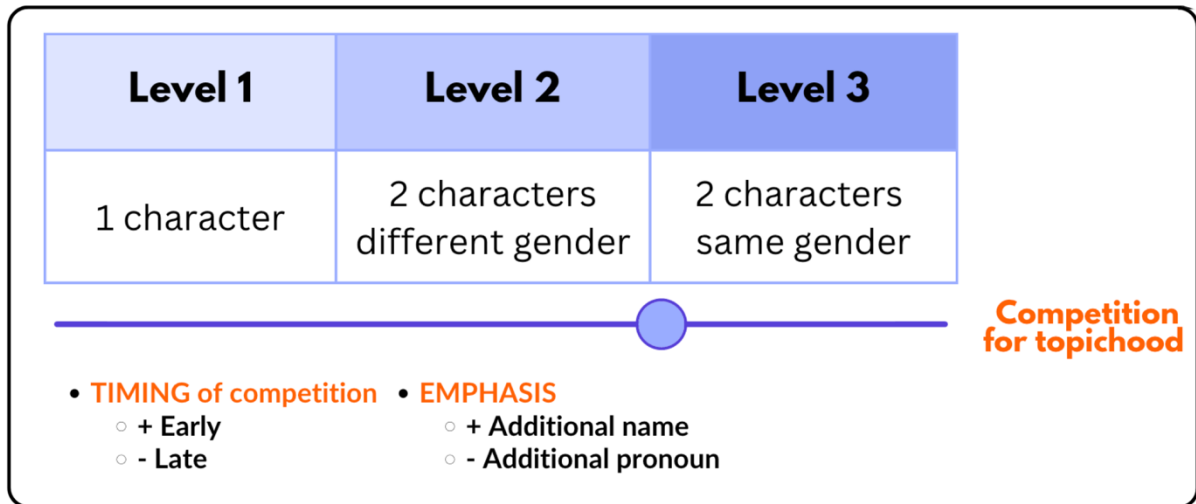 Level 1
Level 2
Level 3
1 character
2 characters
different gender
2 characters
same gender
Competition
for topichood
TIMING of competition
+ Early
- Late
EMPHASIS
+ Additional name
- Additional pronoun